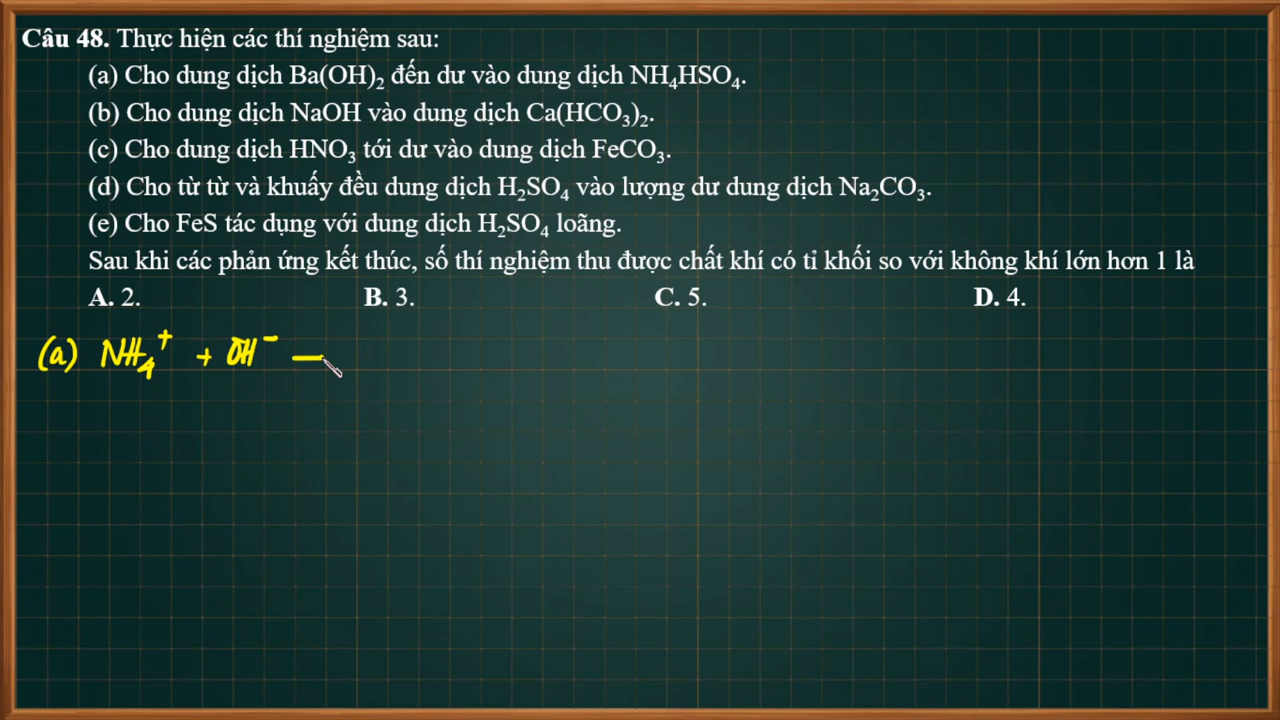 Câu 48. Thực hiện các thí nghiệm sau:
(a) Cho dung dịch Ba(OH)₂ đến dư vào dung dịch NH₄HSO₄.
(b) Cho dung dịch NaOH vào dung dịch Ca(HCO₃)₂.
(c) Cho dung dịch HNO₃ tới dư vào dung dịch FeCO₃.
(d) Cho từ từ và khuấy đều dung dịch H₂SO₄ vào lượng dư dung dịch Na₂CO₃.
(e) Cho FeS tác dụng với dung dịch H₂SO₄ loãng.
Sau khi các phản ứng kết thúc, số thí nghiệm thu được chất khí có tỉ khối so với không khí lớn hơn 1 là
A. 2. B. 3. C. 5. D. 4.
(a) NH₄⁺ + OH⁻ —